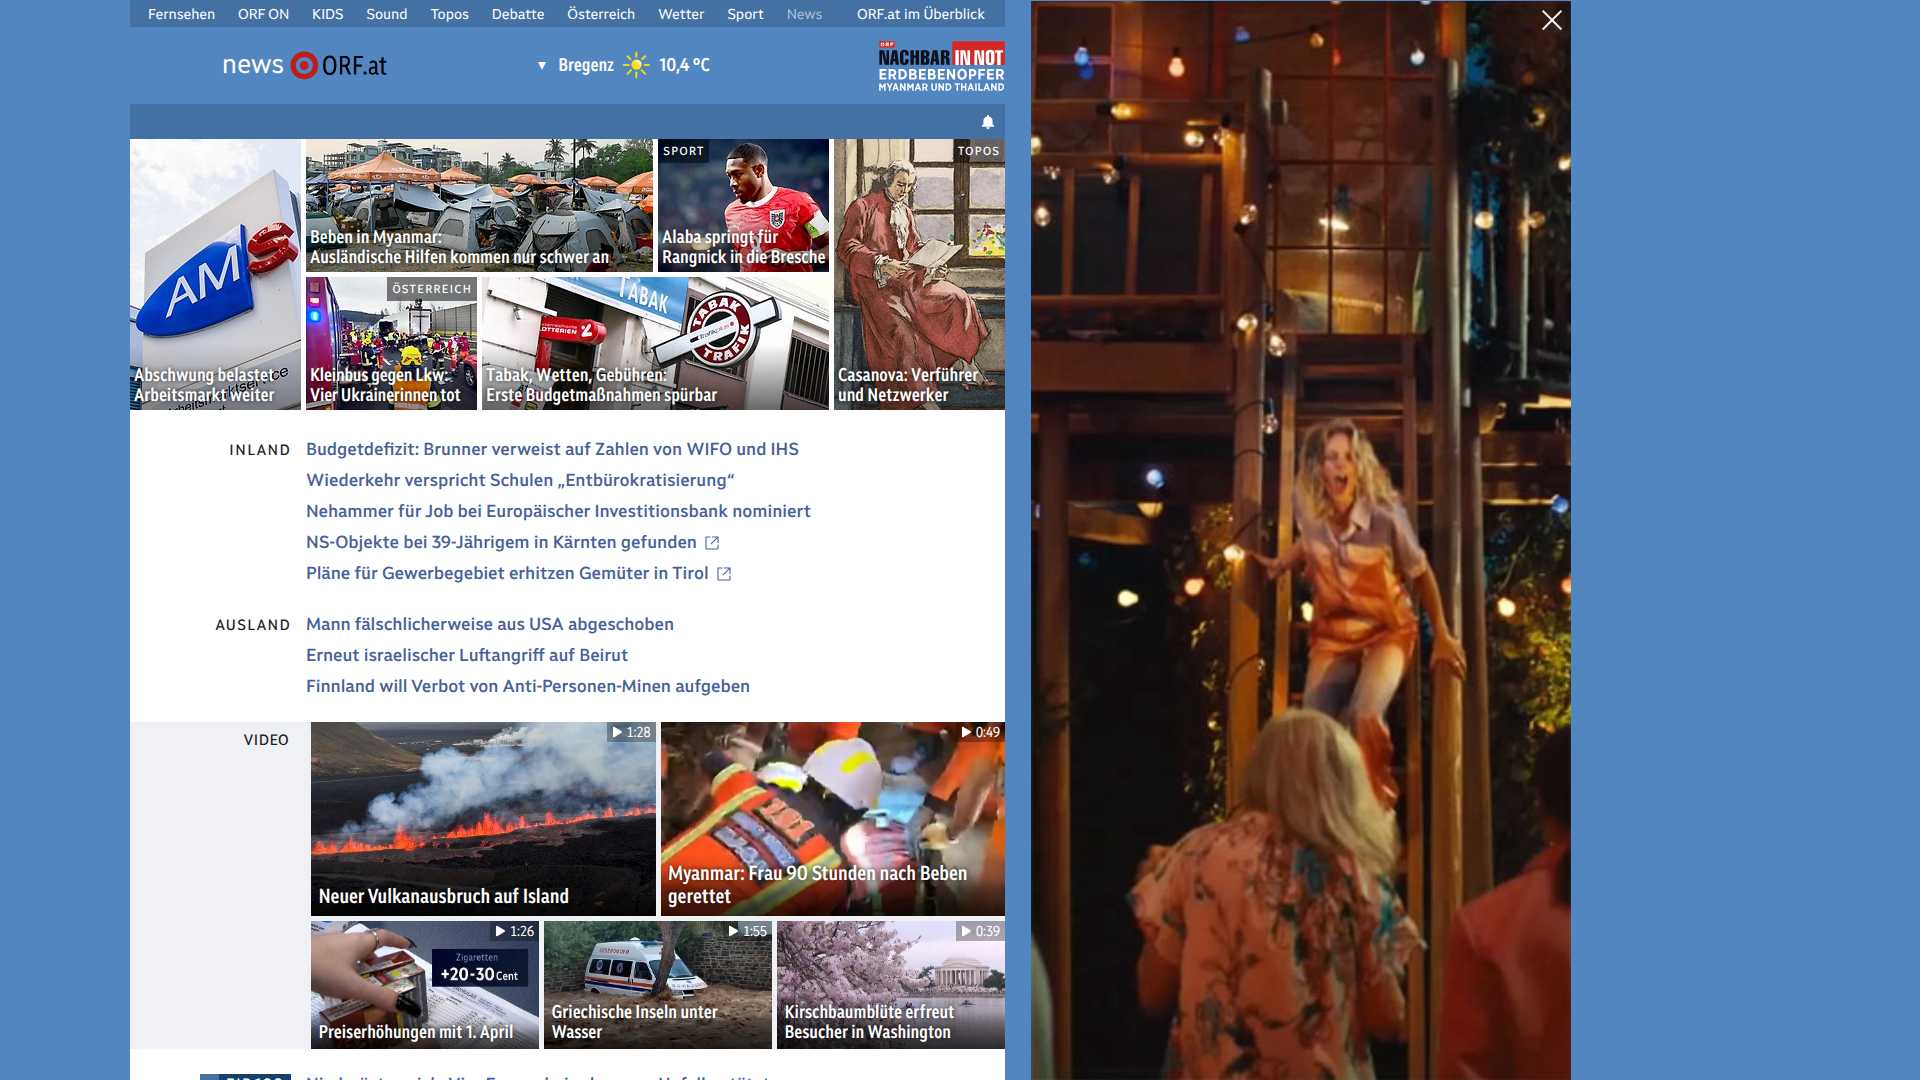 Fernsehen ORF ON KIDS Sound Topos Debatte Österreich Wetter Sport News ORF.at im Überblick
news ORF.at
▼ Bregenz 10,4 °C
ORF
NACHBAR IN NOT
ERDBEBENOPFER
MYANMAR UND THAILAND
AMS
Abschwung belastet
Arbeitsmarkt weiter
Beben in Myanmar:
Ausländische Hilfen kommen nur schwer an
SPORT
Alaba springt für
Rangnick in die Bresche
TOPOS
Casanova: Verführer
und Netzwerker
ÖSTERREICH
Kleinbus gegen Lkw:
Vier Ukrainerinnen tot
TABAK
TABAK
TRAFIK
Tabak, Wetten, Gebühren:
Erste Budgetmaßnahmen spürbar
INLAND
Budgetdefizit: Brunner verweist auf Zahlen von WIFO und IHS
Wiederkehr verspricht Schulen „Entbürokratisierung“
Nehammer für Job bei Europäischer Investitionsbank nominiert
NS-Objekte bei 39-Jährigem in Kärnten gefunden
Pläne für Gewerbegebiet erhitzen Gemüter in Tirol
AUSLAND
Mann fälschlicherweise aus USA abgeschoben
Erneut israelischer Luftangriff auf Beirut
Finnland will Verbot von Anti-Personen-Minen aufgeben
VIDEO
1:28
Neuer Vulkanausbruch auf Island
0:49
Myanmar: Frau 90 Stunden nach Beben
gerettet
1:26
Zigaretten
+20-30 Cent
Preiserhöhungen mit 1. April
1:55
Griechische Inseln unter
Wasser
0:39
Kirschbaumblüte erfreut
Besucher in Washington